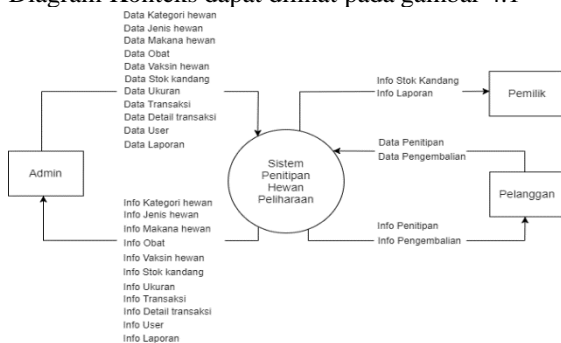 Diagram Konteks dapat dilihat pada gambar 4.1
Data Kategori hewan
Data Jenis hewan
Data Makana hewan
Data Obat
Data Vaksin hewan
Data Stok kandang
Data Ukuran
Data Transaksi
Data Detail transaksi
Data User
Data Laporan
Admin
Info Kategori hewan
Info Jenis hewan
Info Makana hewan
Info Obat
Info Vaksin hewan
Info Stok kandang
Info Ukuran
Info Transaksi
Info Detail transaksi
Info User
Info Laporan
Sistem
Penitipan
Hewan
Peliharaan
Info Stok Kandang
Info Laporan
Pemilik
Data Penitipan
Data Pengembalian
Pelanggan
Info Penitipan
Info Pengembalian